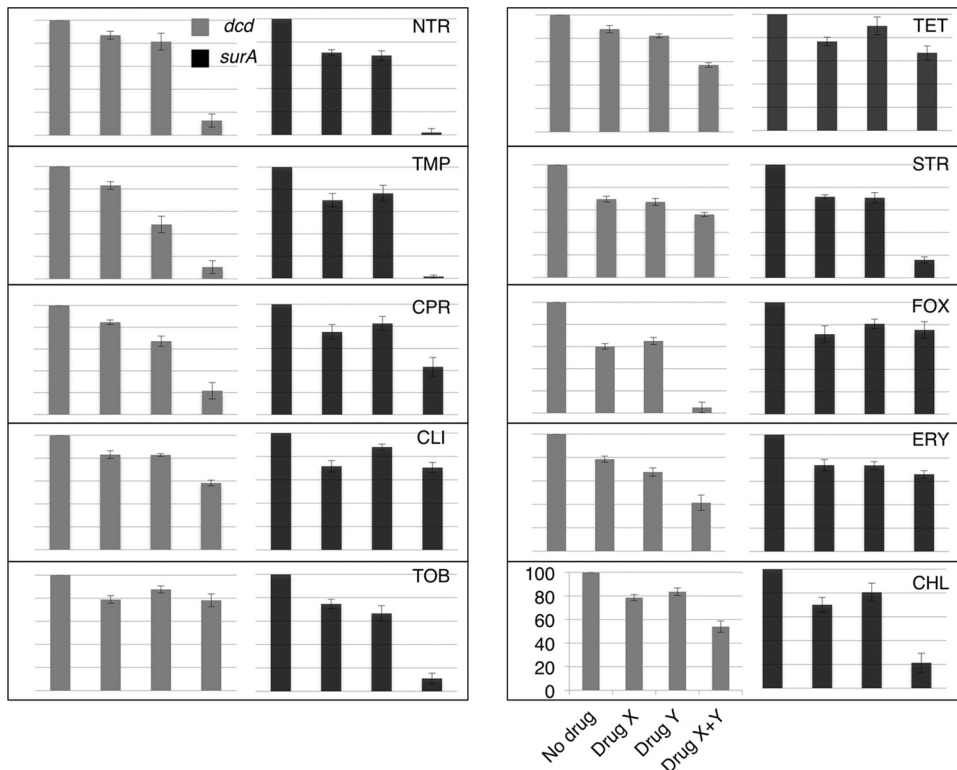 dcd
surA
NTR
TMP
CPR
CLI
TOB
TET
STR
FOX
ERY
CHL
100
80
60
40
20
0
No drug
Drug X
Drug Y
Drug X+Y